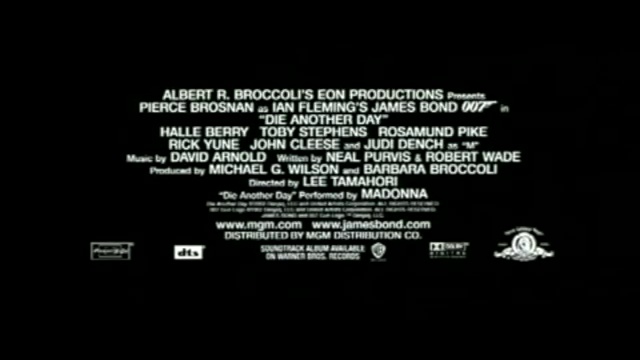 ALBERT R. BROCCOLI'S EON PRODUCTIONS Presents
PIERCE BROSNAN as IAN FLEMING'S JAMES BOND 007 in
"DIE ANOTHER DAY"
HALLE BERRY TOBY STEPHENS ROSAMUND PIKE
RICK YUNE JOHN CLEESE and JUDI DENCH as "M"
Music by DAVID ARNOLD Written by NEAL PURVIS & ROBERT WADE
Produced by MICHAEL G. WILSON and BARBARA BROCCOLI
Directed by LEE TAMAHORI
"Die Another Day" Performed by MADONNA
www.mgm.com www.jamesbond.com
DISTRIBUTED BY MGM DISTRIBUTION CO.
dts SOUNDTRACK ALBUM AVAILABLE
ON WARNER BROS. RECORDS
DOLBY
DIGITAL